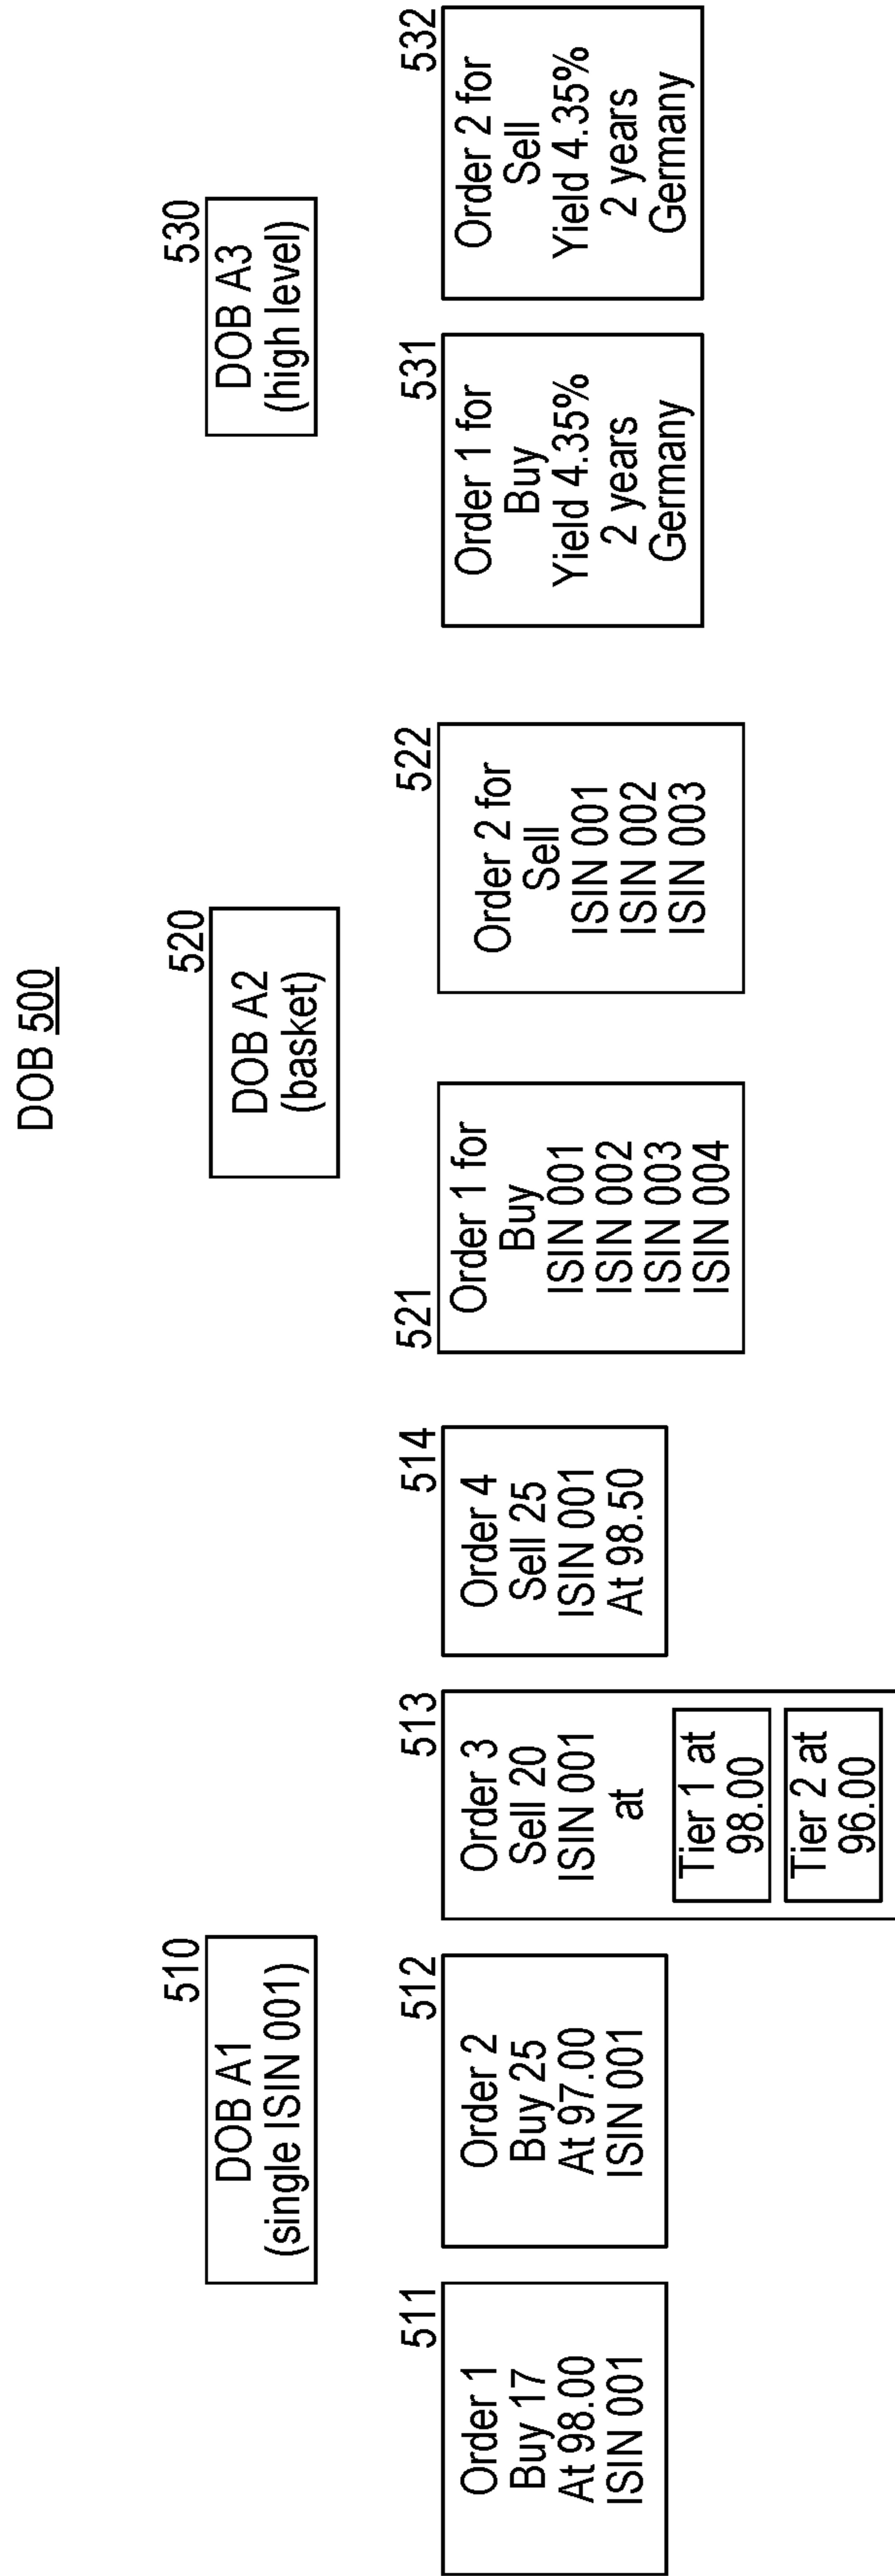 DOB 500
510
DOB A1
(single ISIN 001)
520
DOB A2
(basket)
530
DOB A3
(high level)
511
Order 1
Buy 17
At 98.00
ISIN 001
512
Order 2
Buy 25
At 97.00
ISIN 001
513
Order 3
Sell 20
ISIN 001
at
Tier 1 at
98.00
Tier 2 at
96.00
514
Order 4
Sell 25
ISIN 001
At 98.50
521
Order 1 for
Buy
ISIN 001
ISIN 002
ISIN 003
ISIN 004
522
Order 2 for
Sell
ISIN 001
ISIN 002
ISIN 003
531
Order 1 for
Buy
Yield 4.35%
2 years
Germany
532
Order 2 for
Sell
Yield 4.35%
2 years
Germany